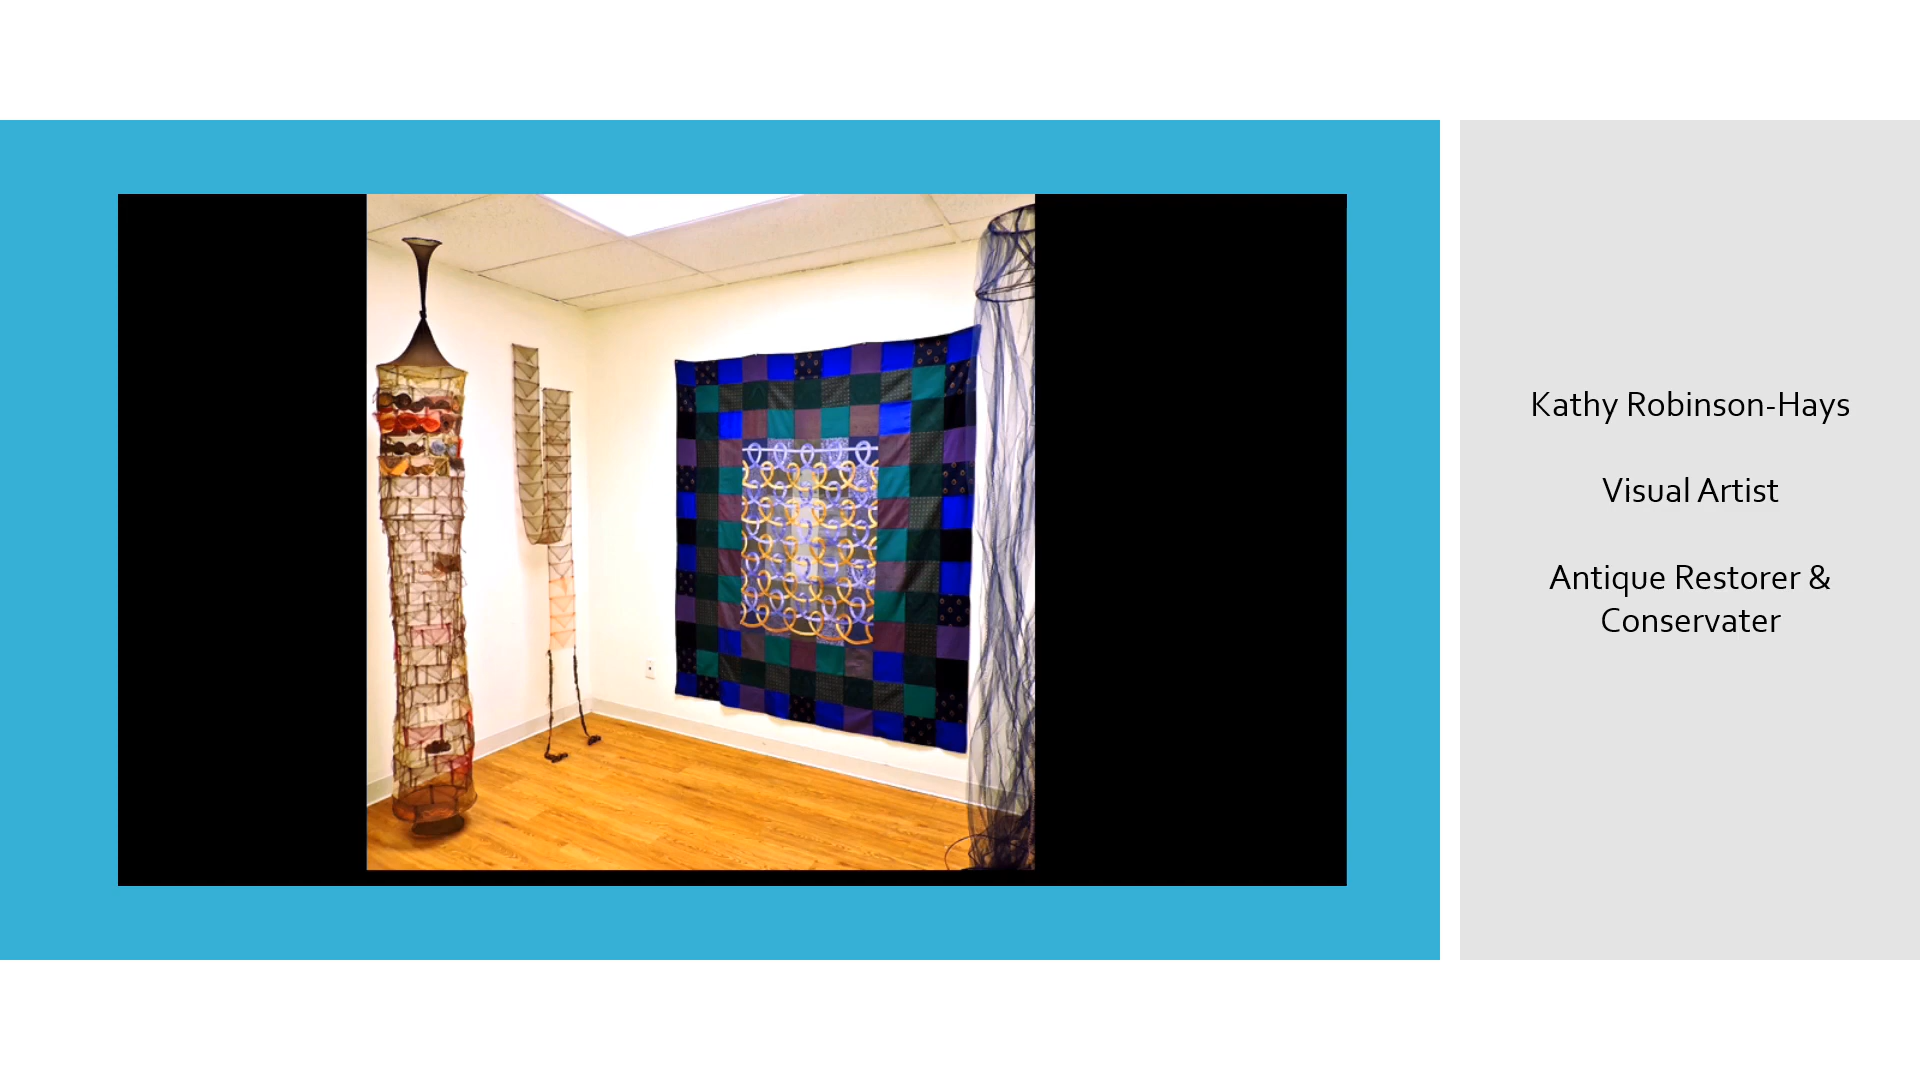 Kathy Robinson-Hays
Visual Artist
Antique Restorer &
Conservater